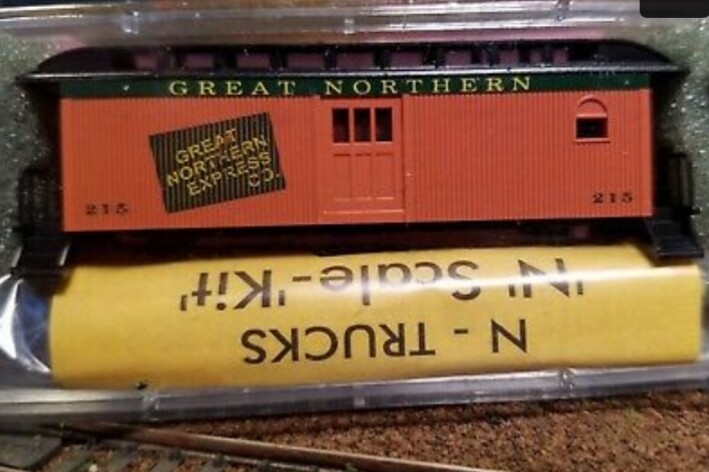 GREAT NORTHERN
GREAT
NORTHERN
EXPRESS
CO.
215
215
'N' Scale-'Kit'
N - TRUCKS